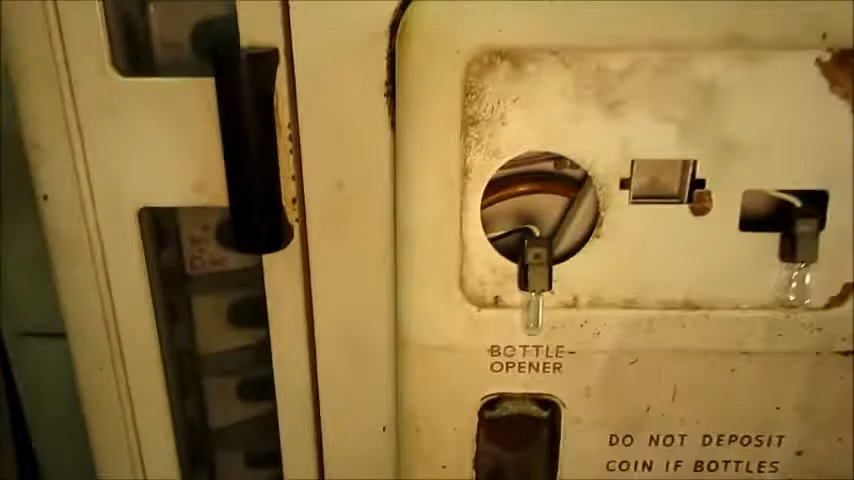 BOTTLE-
OPENER
DO NOT DEPOSIT
COIN IF BOTTLES